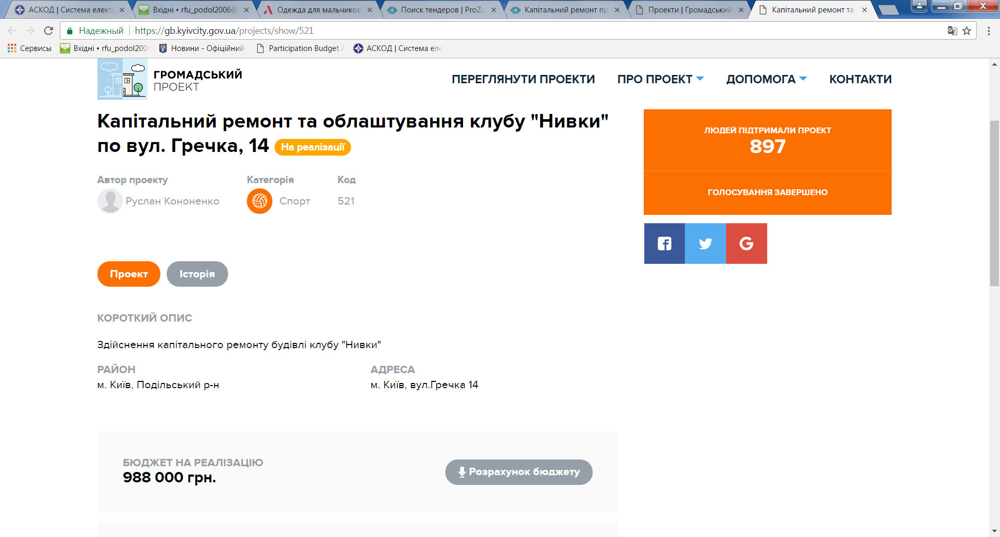 АСКОД | Система елект
Вхідні • rfu_podol2006@
Одежда для мальчиков
Поиск тендеров | ProZo
Капітальний ремонт пр
Проекти | Громадський
Капітальний ремонт та
Надежный
https://gb.kyivcity.gov.ua/projects/show/521
Сервисы
Вхідні • rfu_podol200
Новини - Офіційний
Participation Budget
АСКОД | Система еле
ГРОМАДСЬКИЙ
ПРОЕКТ
ПЕРЕГЛЯНУТИ ПРОЕКТИ
ПРО ПРОЕКТ
ДОПОМОГА
КОНТАКТИ
Капітальний ремонт та облаштування клубу "Нивки"
по вул. Гречка, 14 На реалізації
ЛЮДЕЙ ПІДТРИМАЛИ ПРОЕКТ
897
ГОЛОСУВАННЯ ЗАВЕРШЕНО
Автор проекту
Руслан Кононенко
Категорія
Спорт
Код
521
Проект
Історія
КОРОТКИЙ ОПИС
Здійснення капітального ремонту будівлі клубу "Нивки"
РАЙОН
м. Київ, Подільський р-н
АДРЕСА
м. Київ, вул.Гречка 14
БЮДЖЕТ НА РЕАЛІЗАЦІЮ
988 000 грн.
Розрахунок бюджету